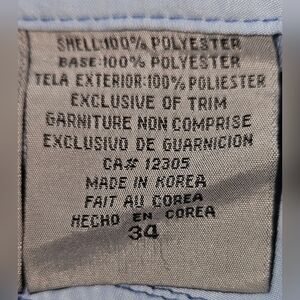 SHELL:100% POLYESTER
BASE:100% POLYESTER
TELA EXTERIOR:100% POLIESTER
EXCLUSIVE OF TRIM
GARNITURE NON COMPRISE
EXCLUSIVO DE GUARNICION
CA# 12305
MADE IN KOREA
FAIT AU COREA
HECHO EN COREA
34